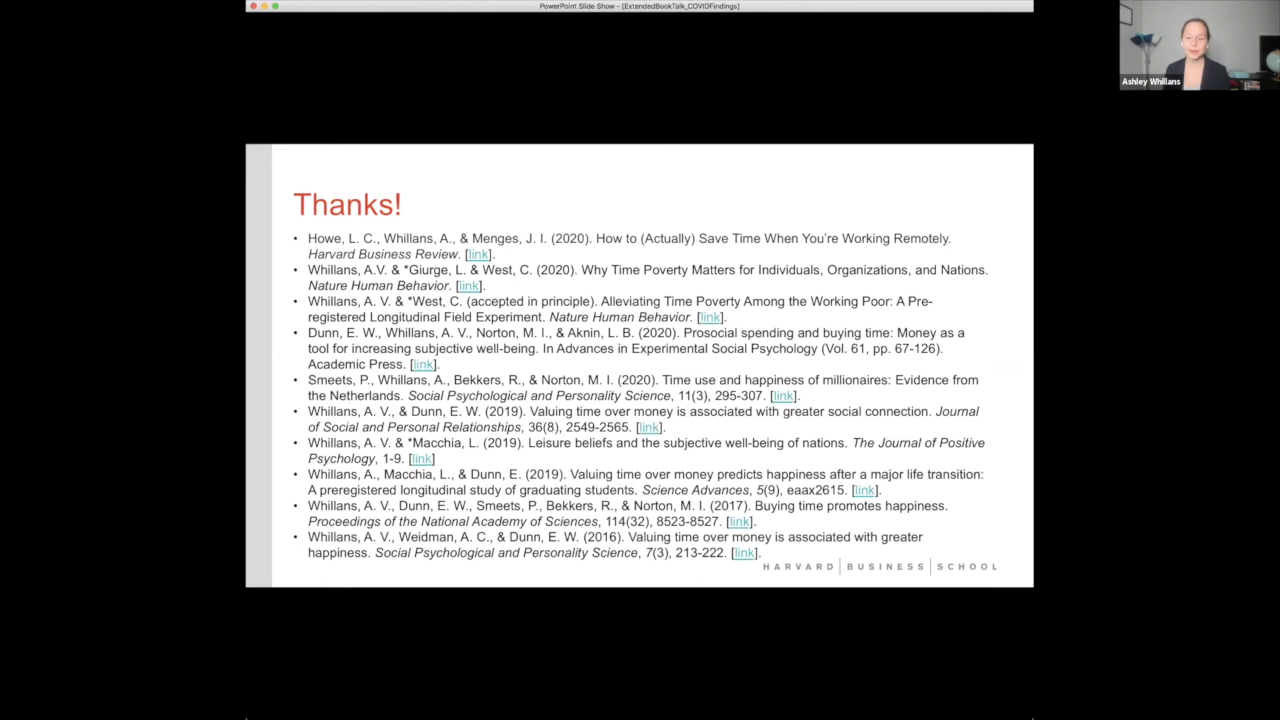 PowerPoint Slide Show - [ExtendedBookTalk_COVIDFindings]
Ashley Whillans
Thanks!
• Howe, L. C., Whillans, A., & Menges, J. I. (2020). How to (Actually) Save Time When You're Working Remotely.
Harvard Business Review. [link].
• Whillans, A.V. & *Giurge, L. & West, C. (2020). Why Time Poverty Matters for Individuals, Organizations, and Nations.
Nature Human Behavior. [link].
• Whillans, A. V. & *West, C. (accepted in principle). Alleviating Time Poverty Among the Working Poor: A Pre-
registered Longitudinal Field Experiment. Nature Human Behavior. [link].
• Dunn, E. W., Whillans, A. V., Norton, M. I., & Aknin, L. B. (2020). Prosocial spending and buying time: Money as a
tool for increasing subjective well-being. In Advances in Experimental Social Psychology (Vol. 61, pp. 67-126).
Academic Press. [link].
• Smeets, P., Whillans, A., Bekkers, R., & Norton, M. I. (2020). Time use and happiness of millionaires: Evidence from
the Netherlands. Social Psychological and Personality Science, 11(3), 295-307. [link].
• Whillans, A. V., & Dunn, E. W. (2019). Valuing time over money is associated with greater social connection. Journal
of Social and Personal Relationships, 36(8), 2549-2565. [link].
• Whillans, A. V. & *Macchia, L. (2019). Leisure beliefs and the subjective well-being of nations. The Journal of Positive
Psychology, 1-9. [link]
• Whillans, A., Macchia, L., & Dunn, E. (2019). Valuing time over money predicts happiness after a major life transition:
A preregistered longitudinal study of graduating students. Science Advances, 5(9), eaax2615. [link].
• Whillans, A. V., Dunn, E. W., Smeets, P., Bekkers, R., & Norton, M. I. (2017). Buying time promotes happiness.
Proceedings of the National Academy of Sciences, 114(32), 8523-8527. [link].
• Whillans, A. V., Weidman, A. C., & Dunn, E. W. (2016). Valuing time over money is associated with greater
happiness. Social Psychological and Personality Science, 7(3), 213-222. [link].
HARVARD | BUSINESS | SCHOOL